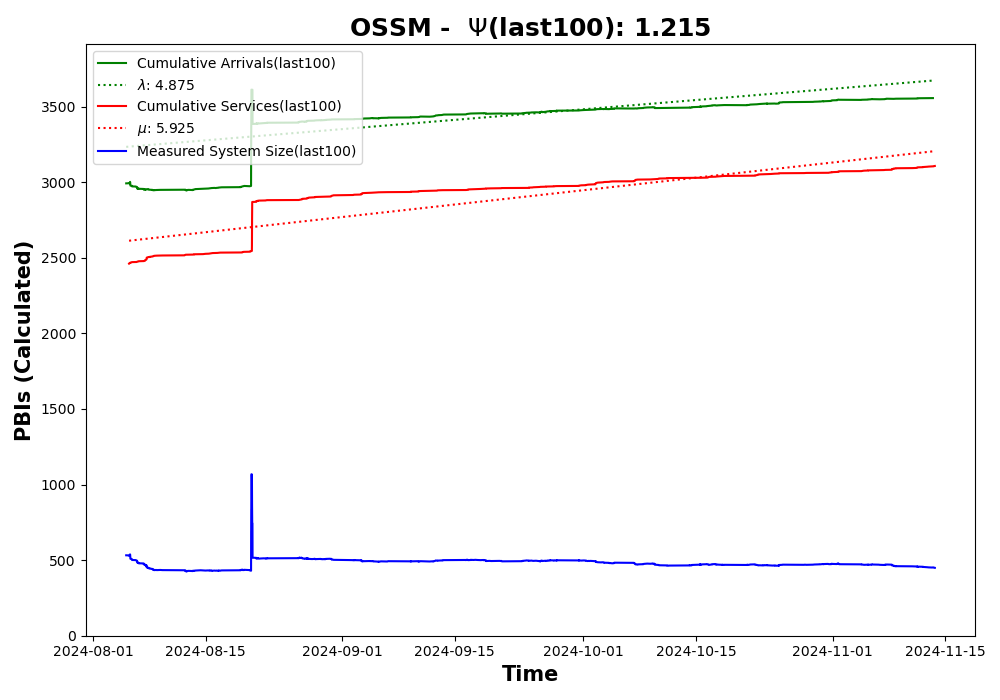 OSSM - Ψ(last100): 1.215
Cumulative Arrivals(last100)
λ: 4.875
Cumulative Services(last100)
μ: 5.925
Measured System Size(last100)
PBIs (Calculated)
3500
3000
2500
2000
1500
1000
500
0
2024-08-01 2024-08-15 2024-09-01 2024-09-15 2024-10-01 2024-10-15 2024-11-01 2024-11-15
Time